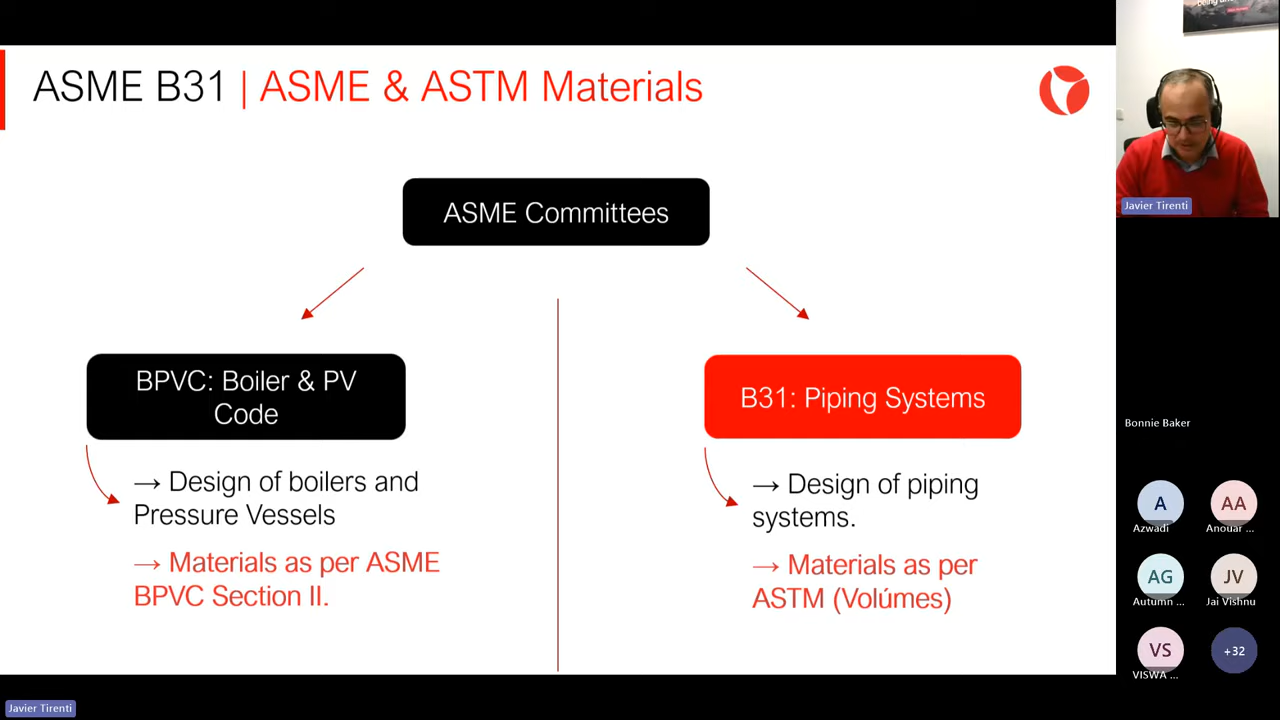 ASME B31 | ASME & ASTM Materials
ASME Committees
BPVC: Boiler & PV
Code
→ Design of boilers and
Pressure Vessels
→ Materials as per ASME
BPVC Section II.
B31: Piping Systems
→ Design of piping
systems.
→ Materials as per
ASTM (Volúmes)
Javier Tirenti
Bonnie Baker
A
Azwadi
AA
Anouar ...
AG
Autumn ...
JV
Jai Vishnu
VS
VISWA ...
+32
Javier Tirenti